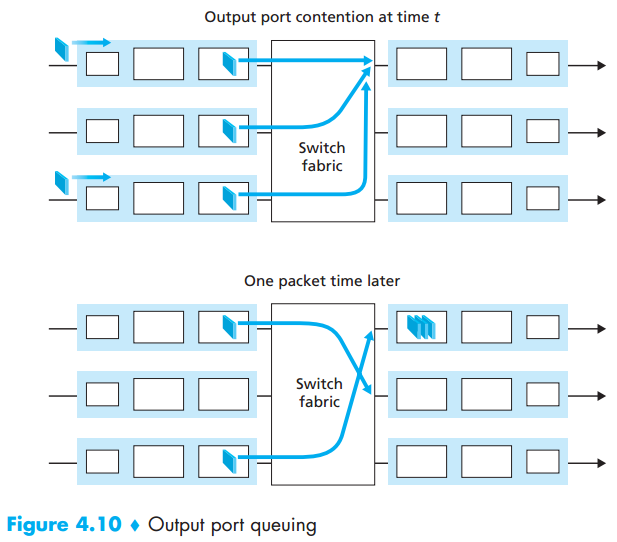 Output port contention at time t
Switch
fabric
One packet time later
Switch
fabric
Figure 4.10 ♦ Output port queuing